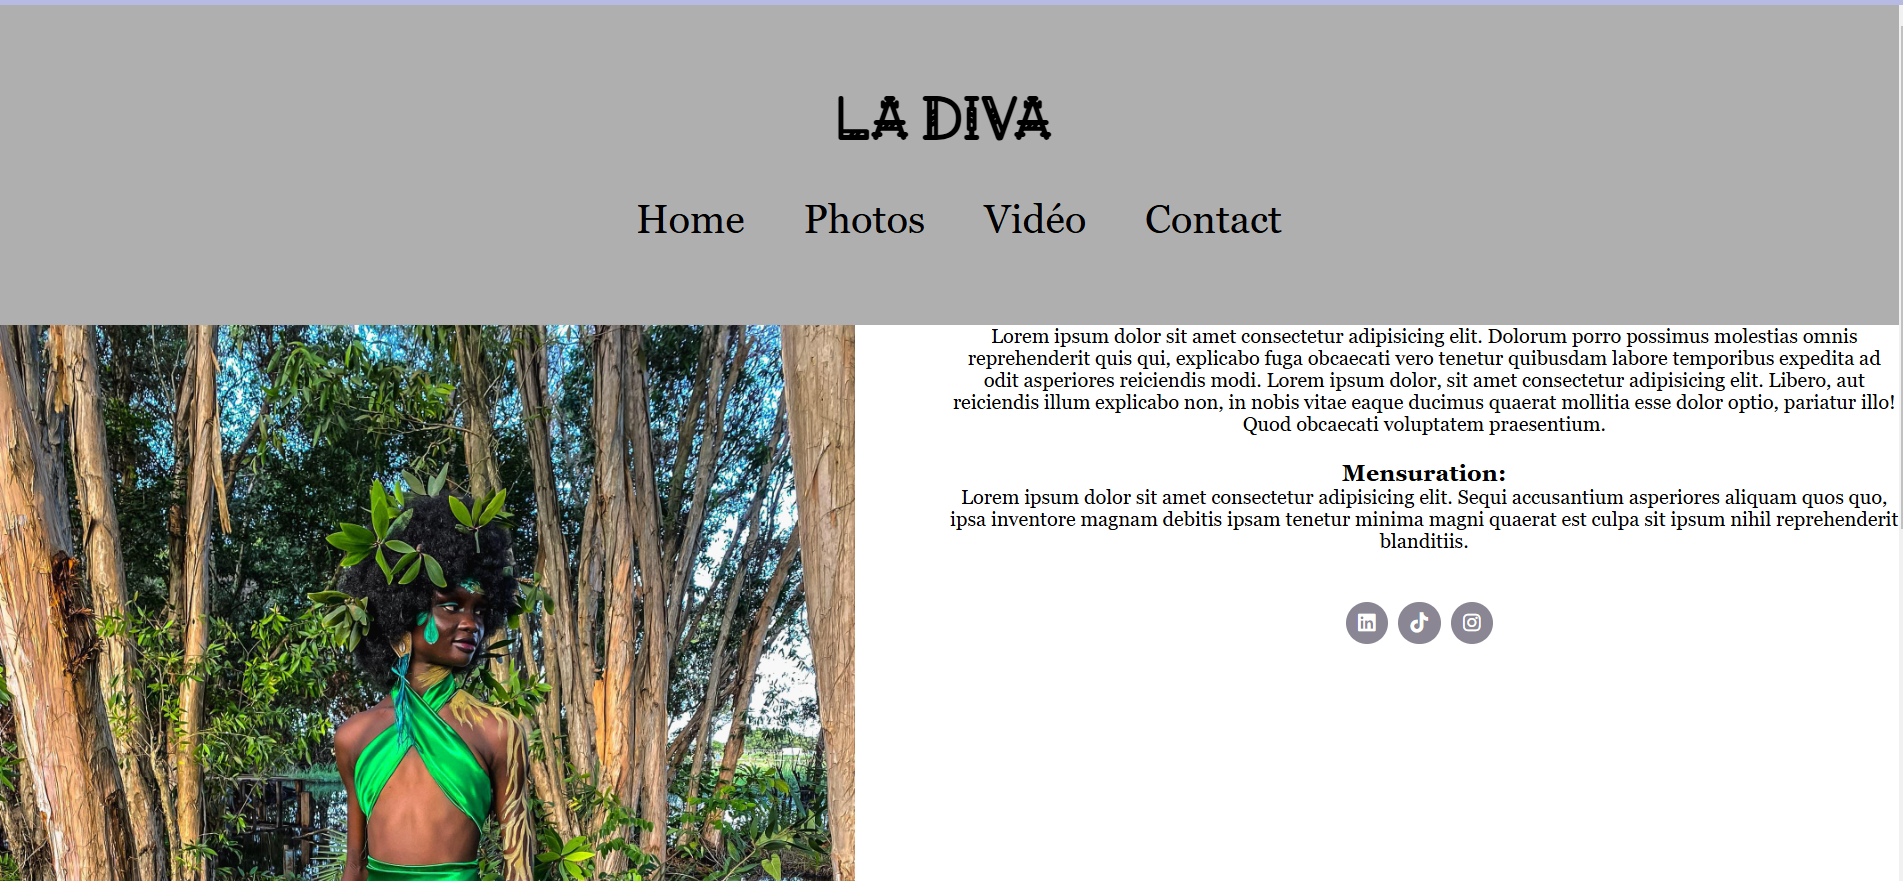 LA DIVA
Home Photos Vidéo Contact
Lorem ipsum dolor sit amet consectetur adipisicing elit. Dolorum porro possimus molestias omnis
reprehenderit quis qui, explicabo fuga obcaecati vero tenetur quibusdam labore temporibus expedita ad
odit asperiores reiciendis modi. Lorem ipsum dolor, sit amet consectetur adipisicing elit. Libero, aut
reiciendis illum explicabo non, in nobis vitae eaque ducimus quaerat mollitia esse dolor optio, pariatur illo!
Quod obcaecati voluptatem praesentium.
Mensuration:
Lorem ipsum dolor sit amet consectetur adipisicing elit. Sequi accusantium asperiores aliquam quos quo,
ipsa inventore magnam debitis ipsam tenetur minima magni quaerat est culpa sit ipsum nihil reprehenderit
blanditiis.
in